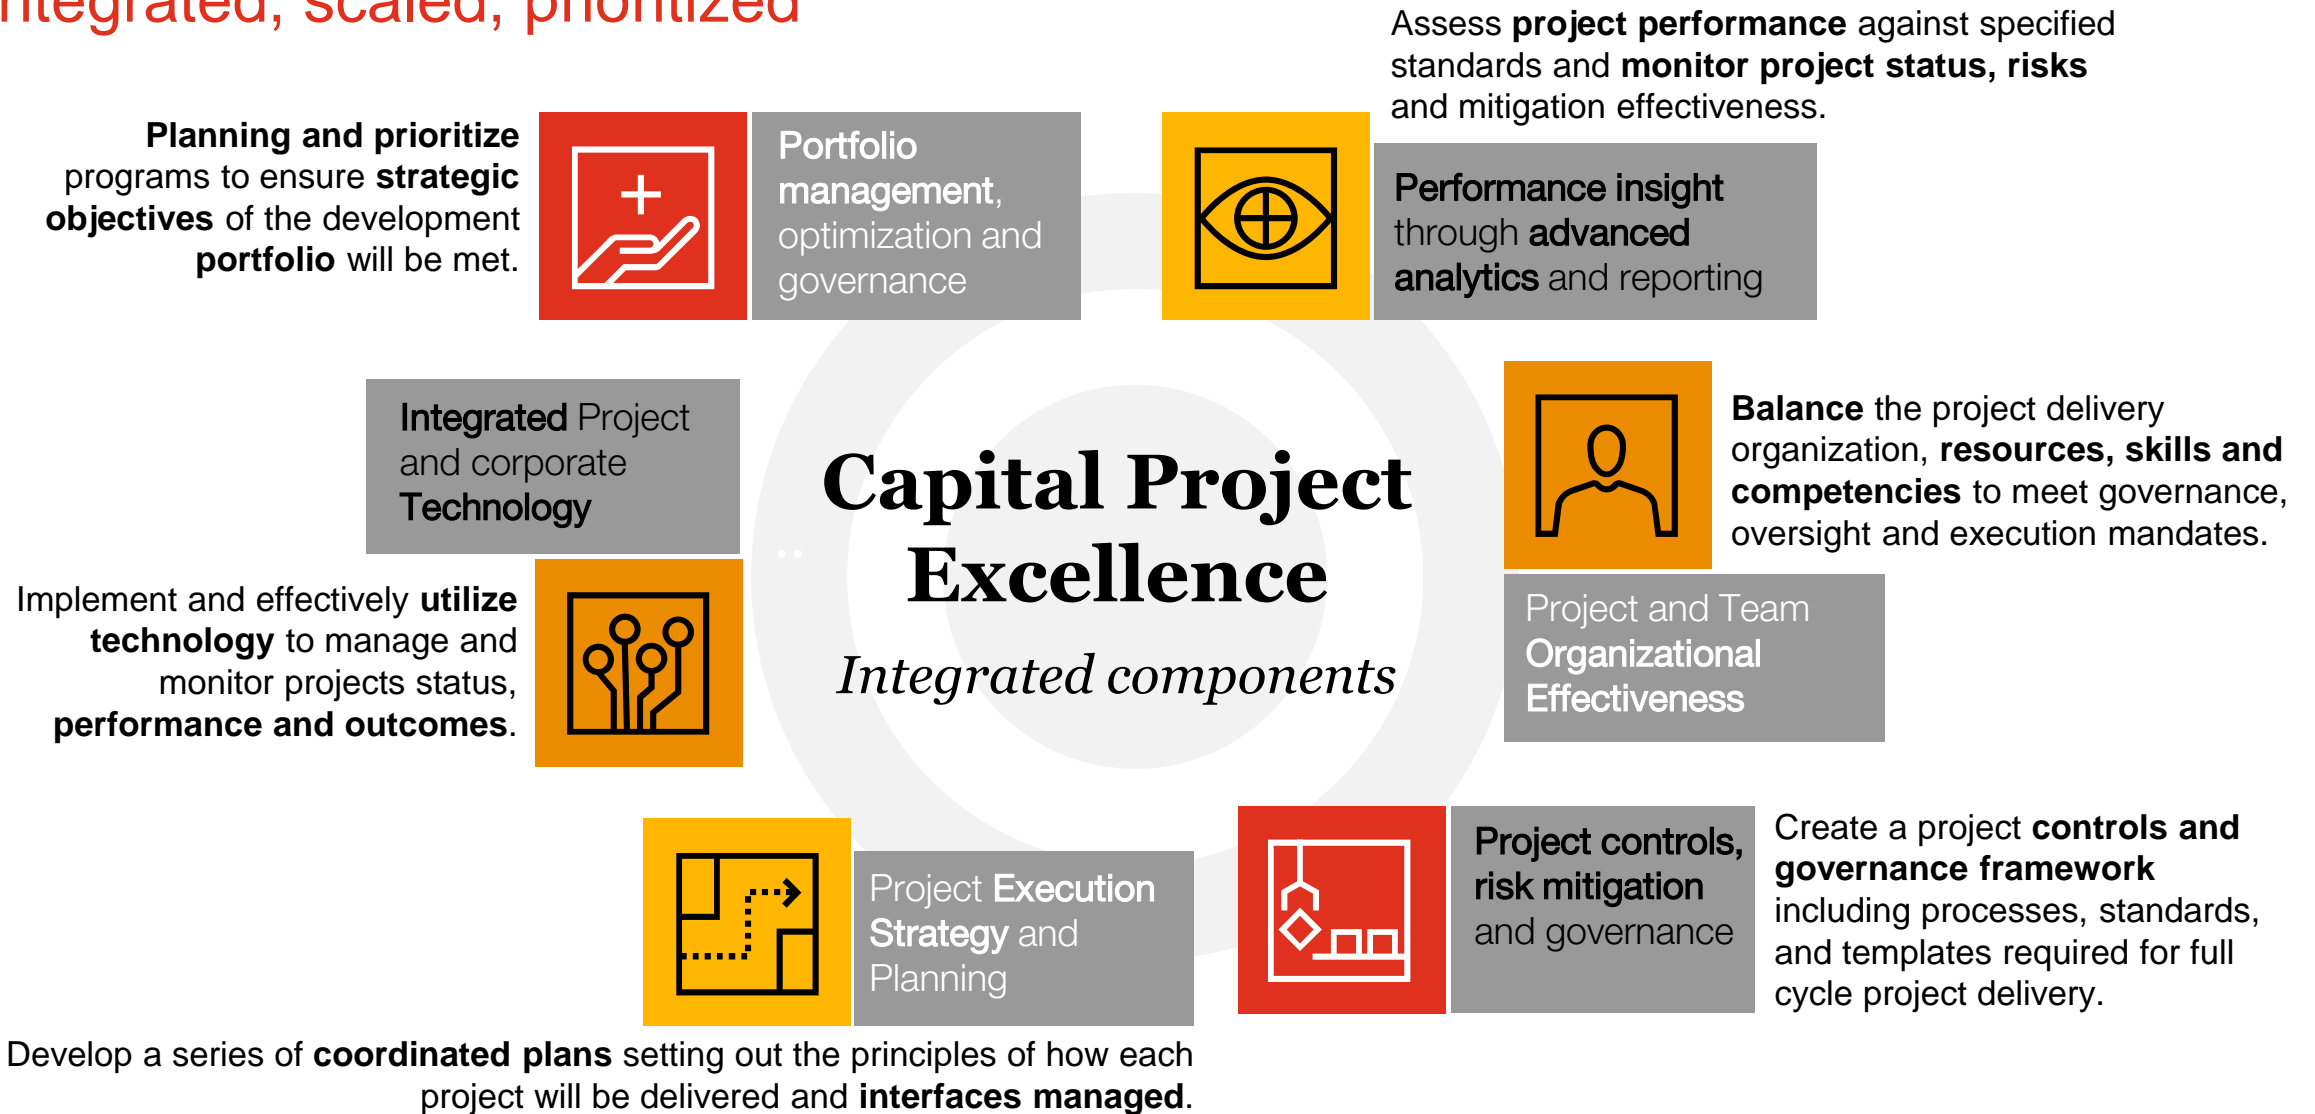 integrated, scaled, prioritized
Assess project performance against specified
standards and monitor project status, risks
and mitigation effectiveness.
Planning and prioritize
programs to ensure strategic
objectives of the development
portfolio will be met.
Portfolio
management,
optimization and
governance
Performance insight
through advanced
analytics and reporting
Integrated Project
and corporate
Technology
Capital Project
Excellence
Integrated components
Balance the project delivery
organization, resources, skills and
competencies to meet governance,
oversight and execution mandates.
Project and Team
Organizational
Effectiveness
Implement and effectively utilize
technology to manage and
monitor projects status,
performance and outcomes.
Project Execution
Strategy and
Planning
Project controls,
risk mitigation
and governance
Create a project controls and
governance framework
including processes, standards,
and templates required for full
cycle project delivery.
Develop a series of coordinated plans setting out the principles of how each
project will be delivered and interfaces managed.